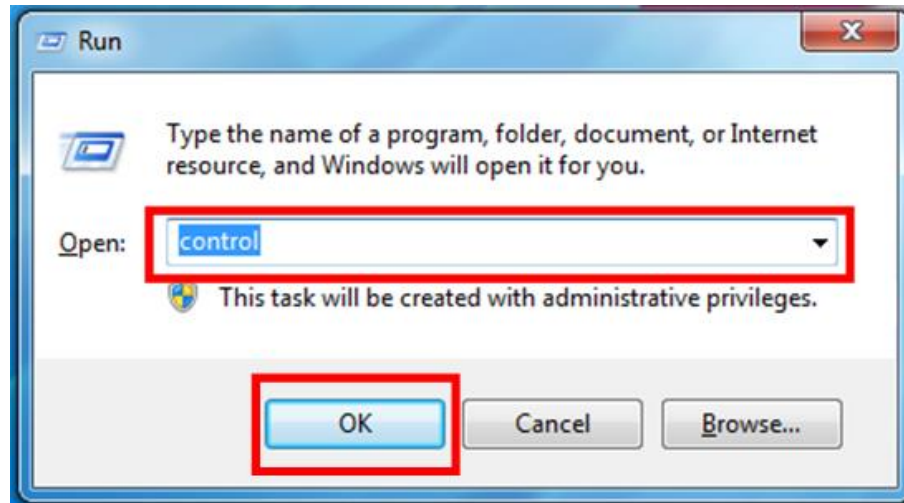 Run
Type the name of a program, folder, document, or Internet
resource, and Windows will open it for you.
Open: control
This task will be created with administrative privileges.
OK Cancel Browse...